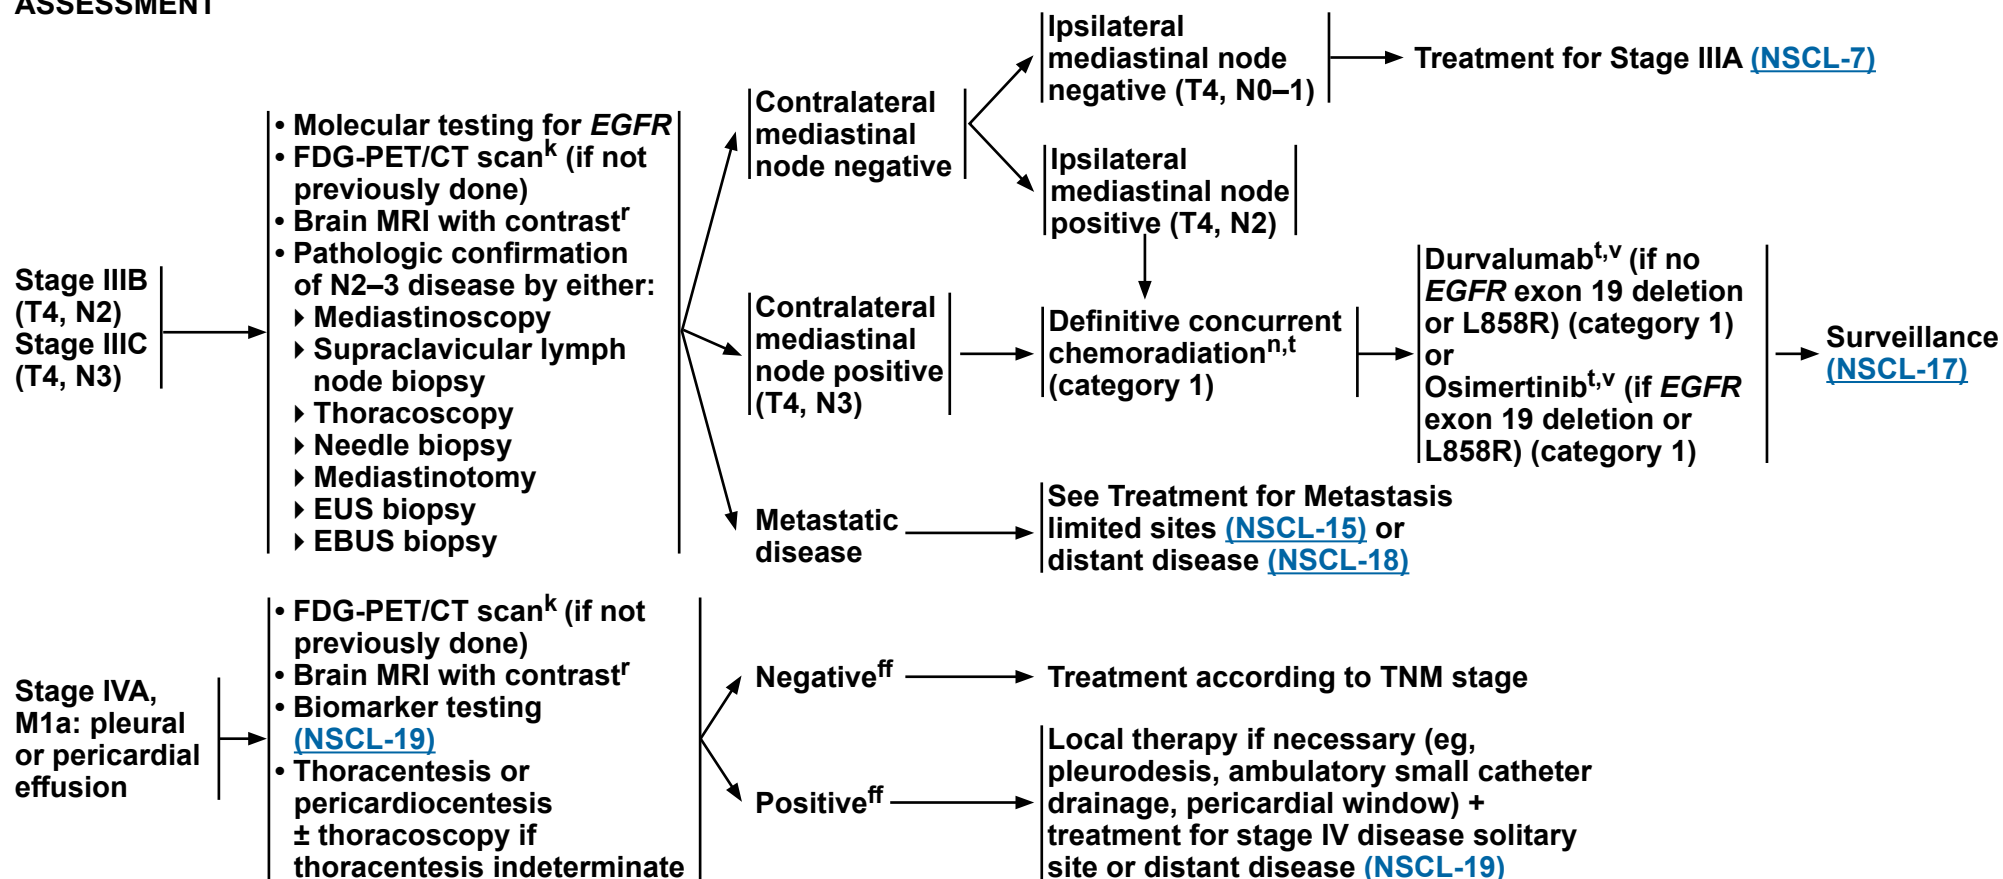 ASSESSMENT
Stage IIIB
(T4, N2)
Stage IIIC
(T4, N3)
• Molecular testing for EGFR
• FDG-PET/CT scank (if not
previously done)
• Brain MRI with contrastr
• Pathologic confirmation
of N2–3 disease by either:
▸ Mediastinoscopy
▸ Supraclavicular lymph
node biopsy
▸ Thoracoscopy
▸ Needle biopsy
▸ Mediastinotomy
▸ EUS biopsy
▸ EBUS biopsy
Contralateral
mediastinal
node negative
Ipsilateral
mediastinal node
negative (T4, N0–1)
Treatment for Stage IIIA (NSCL-7)
Ipsilateral
mediastinal node
positive (T4, N2)
Contralateral
mediastinal
node positive
(T4, N3)
Definitive concurrent
chemoradiationn,t
(category 1)
Durvalumabt,v (if no
EGFR exon 19 deletion
or L858R) (category 1)
or
Osimertinibt,v (if EGFR
exon 19 deletion or
L858R) (category 1)
Surveillance
(NSCL-17)
Metastatic
disease
See Treatment for Metastasis
limited sites (NSCL-15) or
distant disease (NSCL-18)
Stage IVA,
M1a: pleural
or pericardial
effusion
• FDG-PET/CT scank (if not
previously done)
• Brain MRI with contrastr
• Biomarker testing
(NSCL-19)
• Thoracentesis or
pericardiocentesis
± thoracoscopy if
thoracentesis indeterminate
Negativeff
Treatment according to TNM stage
Positiveff
Local therapy if necessary (eg,
pleurodesis, ambulatory small catheter
drainage, pericardial window) +
treatment for stage IV disease solitary
site or distant disease (NSCL-19)